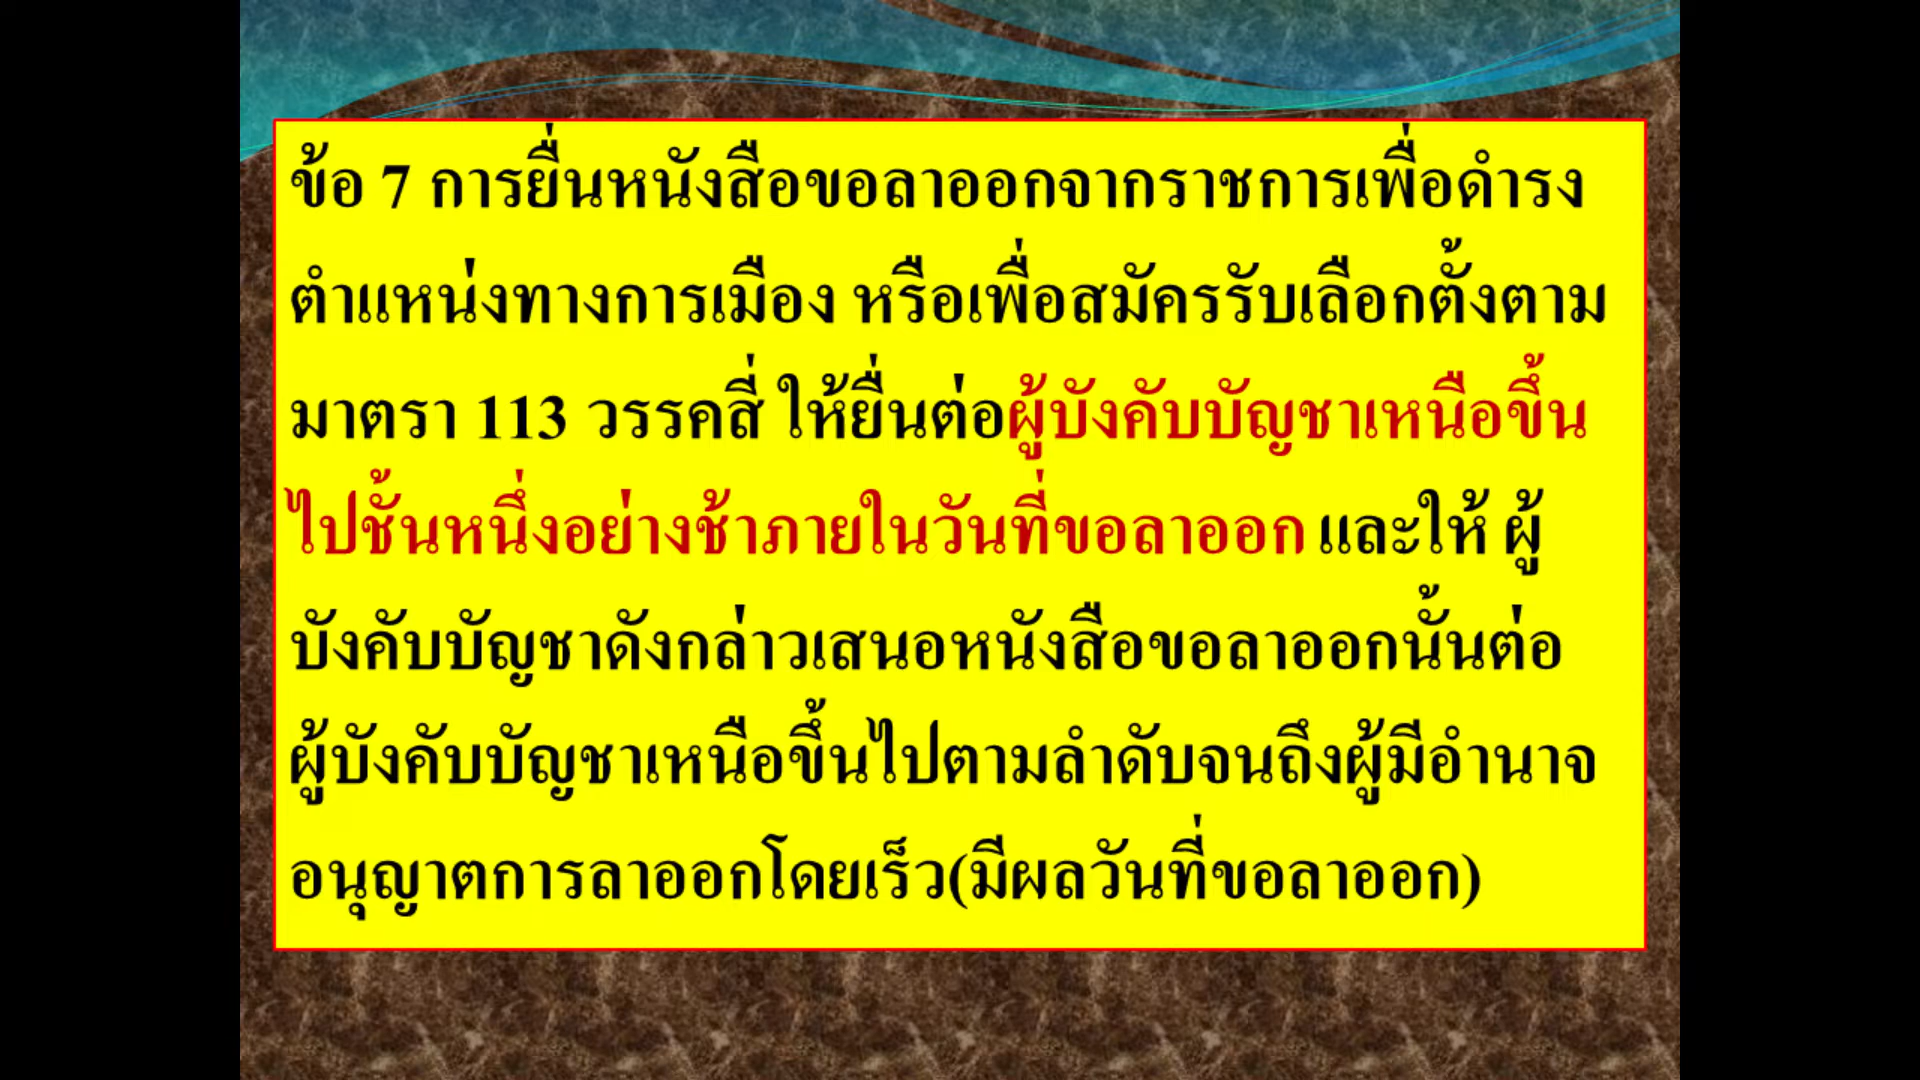 ข้อ 7 การยื่นหนังสือขอลาออกจากราชการเพื่อดำรง
ตำแหน่งทางการเมือง หรือเพื่อสมัครรับเลือกตั้งตาม
มาตรา 113 วรรคสี่ ให้ยื่นต่อผู้บังคับบัญชาเหนือขึ้น
ไปชั้นหนึ่งอย่างช้าภายในวันที่ขอลาออก และให้ ผู้
บังคับบัญชาดังกล่าวเสนอหนังสือขอลาออกนั้นต่อ
ผู้บังคับบัญชาเหนือขึ้นไปตามลำดับจนถึงผู้มีอำนาจ
อนุญาตการลาออกโดยเร็ว(มีผลวันที่ขอลาออก)